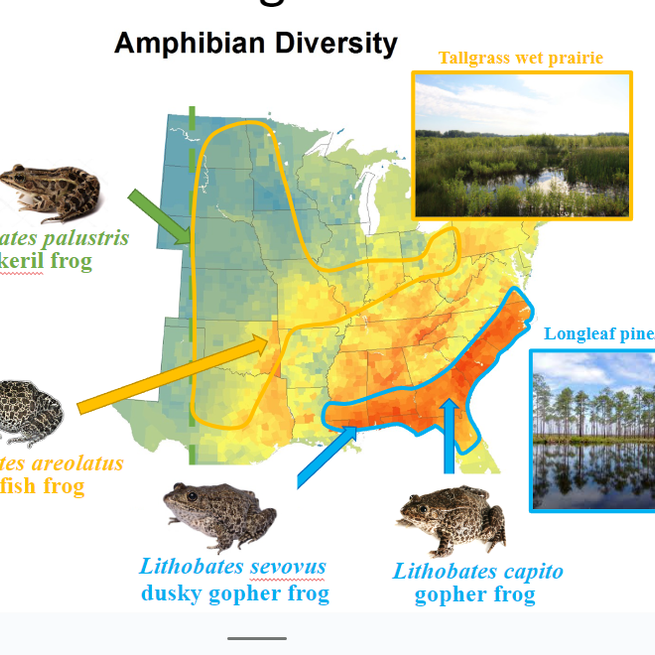 Amphibian Diversity
Tallgrass wet prairie
ates palustris
keril frog
Longleaf pine
tes areolatus
fish frog
Lithobates sevovus
dusky gopher frog
Lithobates capito
gopher frog